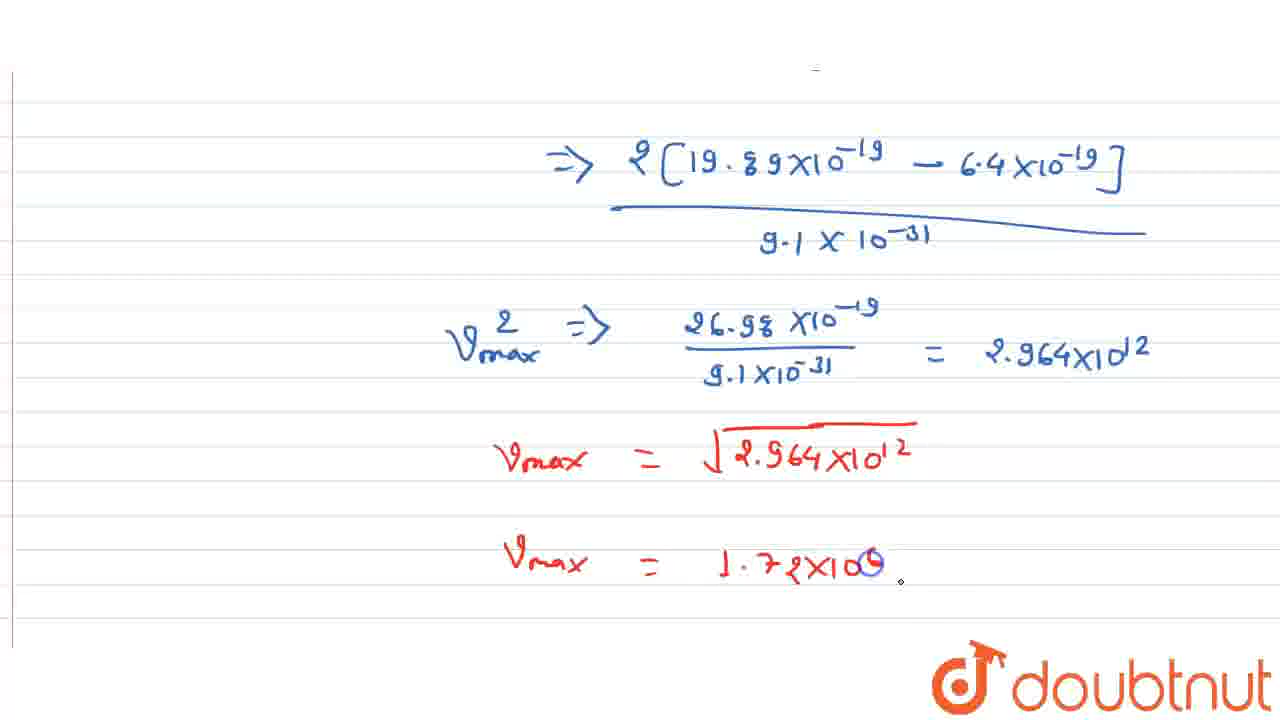 => 2[19.89×10⁻¹⁹ − 6.4×10⁻¹⁹]
9.1 × 10⁻³¹
v²max => 26.98 ×10⁻¹⁹ / 9.1×10⁻³¹ = 2.964×10¹²
vmax = √2.964×10¹²
vmax = 1.72×10⁶
doubtnut